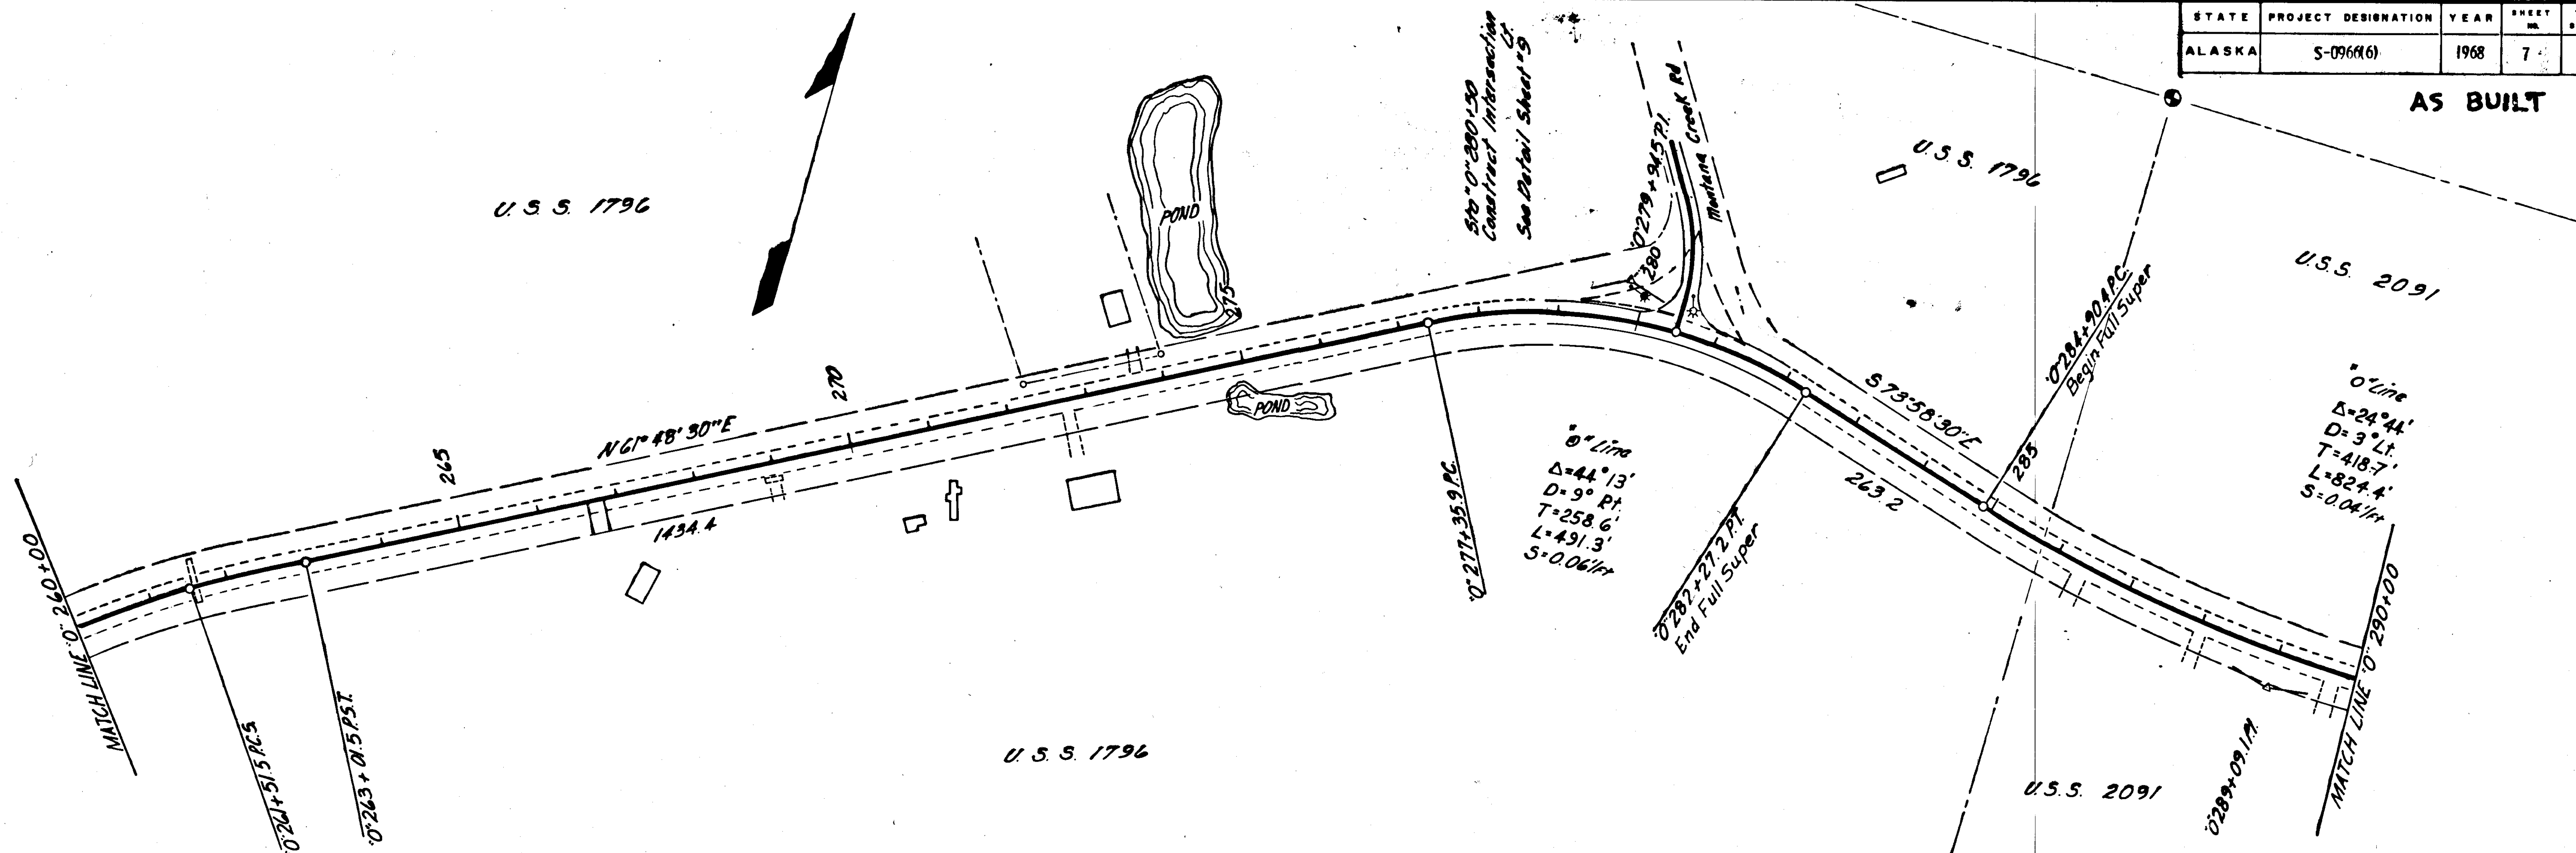 STATE PROJECT DESIGNATION YEAR SHEET NO.
ALASKA S-0966(6) 1968 7
AS BUILT
U.S.S. 1796
POND
Sta "O" 280+50
Construct Intersection Lt.
See Detail Sheet #9
"O" 279+94.5 P.I.
280
Montana Creek Rd
U.S.S. 1796
U.S.S. 2091
"O" 284+90.4 P.C.
Begin Full Super
275
270
N 61° 48' 30" E
265
1434.4
POND
S 73°58'30" E
263.2
285
"O" Line
Δ=24°44'
D=3° Lt.
T=418.7'
L=824.4'
S=0.04'/ft
"O" Line
Δ=44°13'
D=9° Rt.
T=258.6'
L=491.3'
S=0.06'/ft
"O" 277+35.9 P.C.
"O" 282+27.2 P.T.
End Full Super
MATCH LINE "O" 260+00
"O" 261+51.5 P.C.S.
"O" 263+01.5 P.S.T.
U.S.S. 1796
U.S.S. 2091
"O" 289+09.1 P.I.
MATCH LINE "O" 290+00